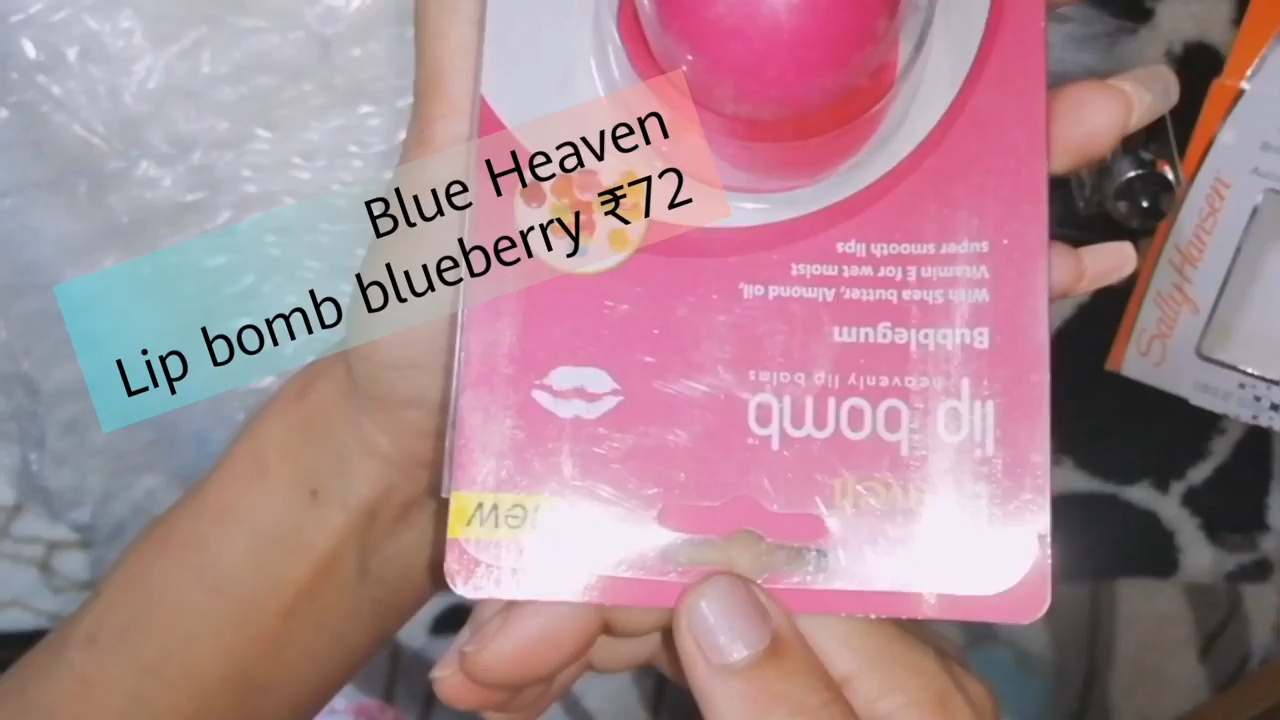 Blue Heaven
Lip bomb blueberry ₹72
new
lip bomb
heavenly lip balms
Bubblegum
With Shea butter, Almond oil,
Vitamin E for wet moist
super smooth lips
Sally Hansen